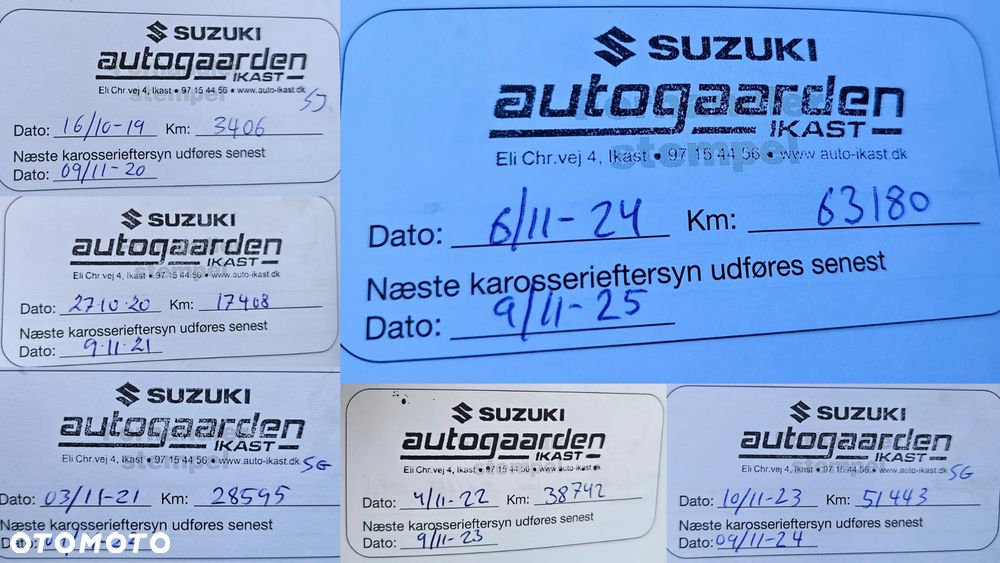 SUZUKI
autogaarden
IKAST
Eli Chr. vej 4, Ikast • 97 15 44 56 • www.auto-ikast.dk
stempel
SJ
Dato: 16/10-19 Km: 3406
Næste karosserieftersyn udføres senest
Dato: 09/11-20
SUZUKI
autogaarden
IKAST
Eli Chr.vej 4, Ikast • 97 15 44 56 • www.auto-ikast.dk
stempel
Dato: 27·10·20 Km: 17408
Næste karosserieftersyn udføres senest
Dato: 9·11·21
SUZUKI
autogaarden
IKAST
Eli Chr.vej 4, Ikast • 97 15 44 56 • www.auto-ikast.dk
SG
Dato: 03/11-21 Km: 28595
Næste karosserieftersyn udføres senest
OTOMOTO
SUZUKI
autogaarden
IKAST
Eli Chr.vej 4, Ikast • 97 15 44 56 • www auto-ikast.dk
stempel
Dato: 6/11-24 Km: 63180
Næste karosserieftersyn udføres senest
Dato: 9/11-25
SUZUKI
autogaarden
IKAST
Eli Chr.vej 4, Ikast • 97 15 44 56 • www.auto-ikast.dk
Dato: 4/11-22 Km: 38742
Næste karosserieftersyn udføres senest
Dato: 9/11-23
SUZUKI
autogaarden
IKAST
Eli Chr.vej 4, Ikast • 97 15 44 56 • www.auto-ikast.dk
SG
Dato: 10/11-23 Km: 51443
Næste karosserieftersyn udføres senest
Dato: 09/11-24